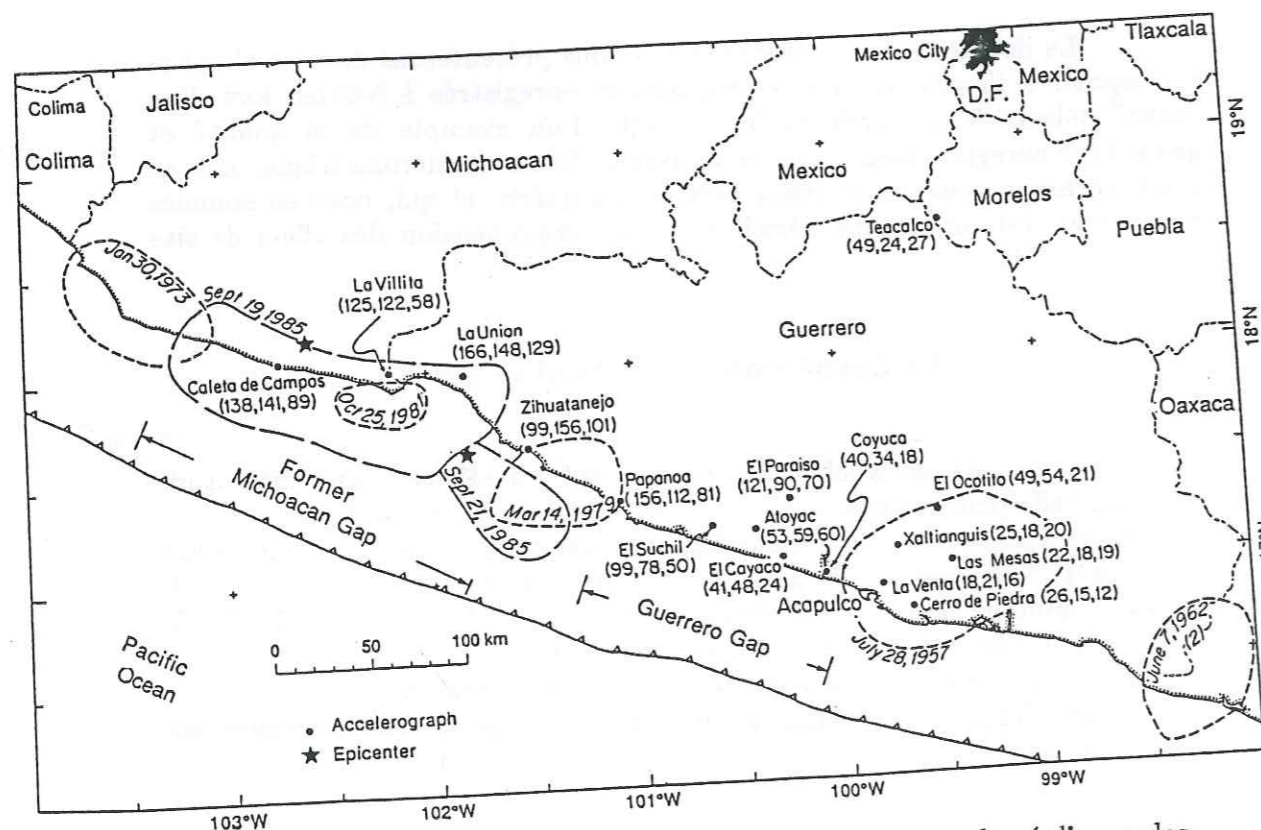 Tlaxcala
Mexico City
Mexico
D.F.
Colima
Jalisco
19°N
Colima
Michoacan
Mexico
Morelos
Teacalco
(49,24,27)
Puebla
Jan 30, 1973
Sept 19, 1985
La Villita
(125,122,58)
La Union
(166,148,129)
Guerrero
18°N
Caleta de Campos
(138,141,89)
Oct 25, 198
Zihuatanejo
(99,156,101)
Oaxaca
Former
Michoacan Gap
Sept 21, 1985
Mar 14, 1979
Papanoa
(156,112,81)
El Paraiso
(121,90,70)
Coyuca
(40,34,18)
El Ocotito (49,54,21)
Atoyac
(53,59,60)
Xaltianguis (25,18,20)
El Suchil
(99,78,50)
El Cayaco
(41,48,24)
Las Mesas (22,18,19)
La Venta (18,21,16)
Acapulco
Cerro de Piedra (26,15,12)
Guerrero Gap
July 28, 1957
June 7, 1962
(2)
Pacific
Ocean
0 50 100 km
Accelerograph
Epicenter
103°W
102°W
101°W
100°W
99°W